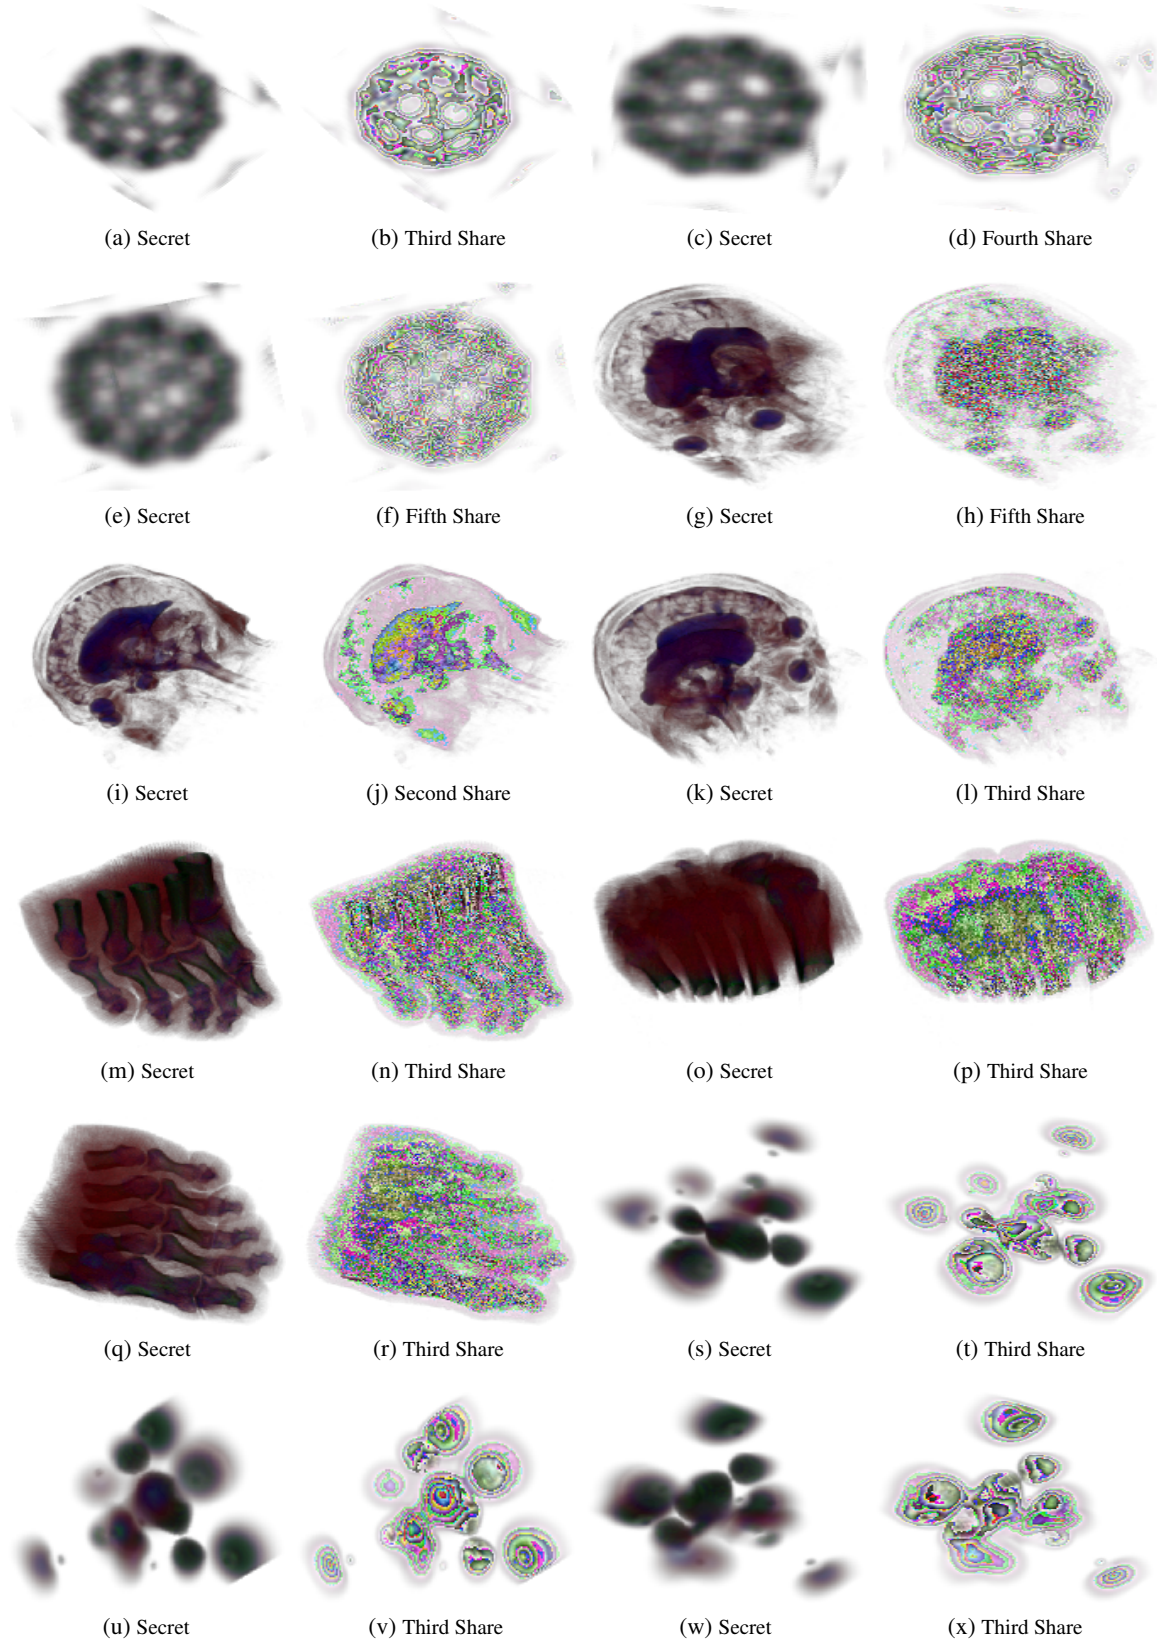 (a) Secret
(b) Third Share
(c) Secret
(d) Fourth Share
(e) Secret
(f) Fifth Share
(g) Secret
(h) Fifth Share
(i) Secret
(j) Second Share
(k) Secret
(l) Third Share
(m) Secret
(n) Third Share
(o) Secret
(p) Third Share
(q) Secret
(r) Third Share
(s) Secret
(t) Third Share
(u) Secret
(v) Third Share
(w) Secret
(x) Third Share